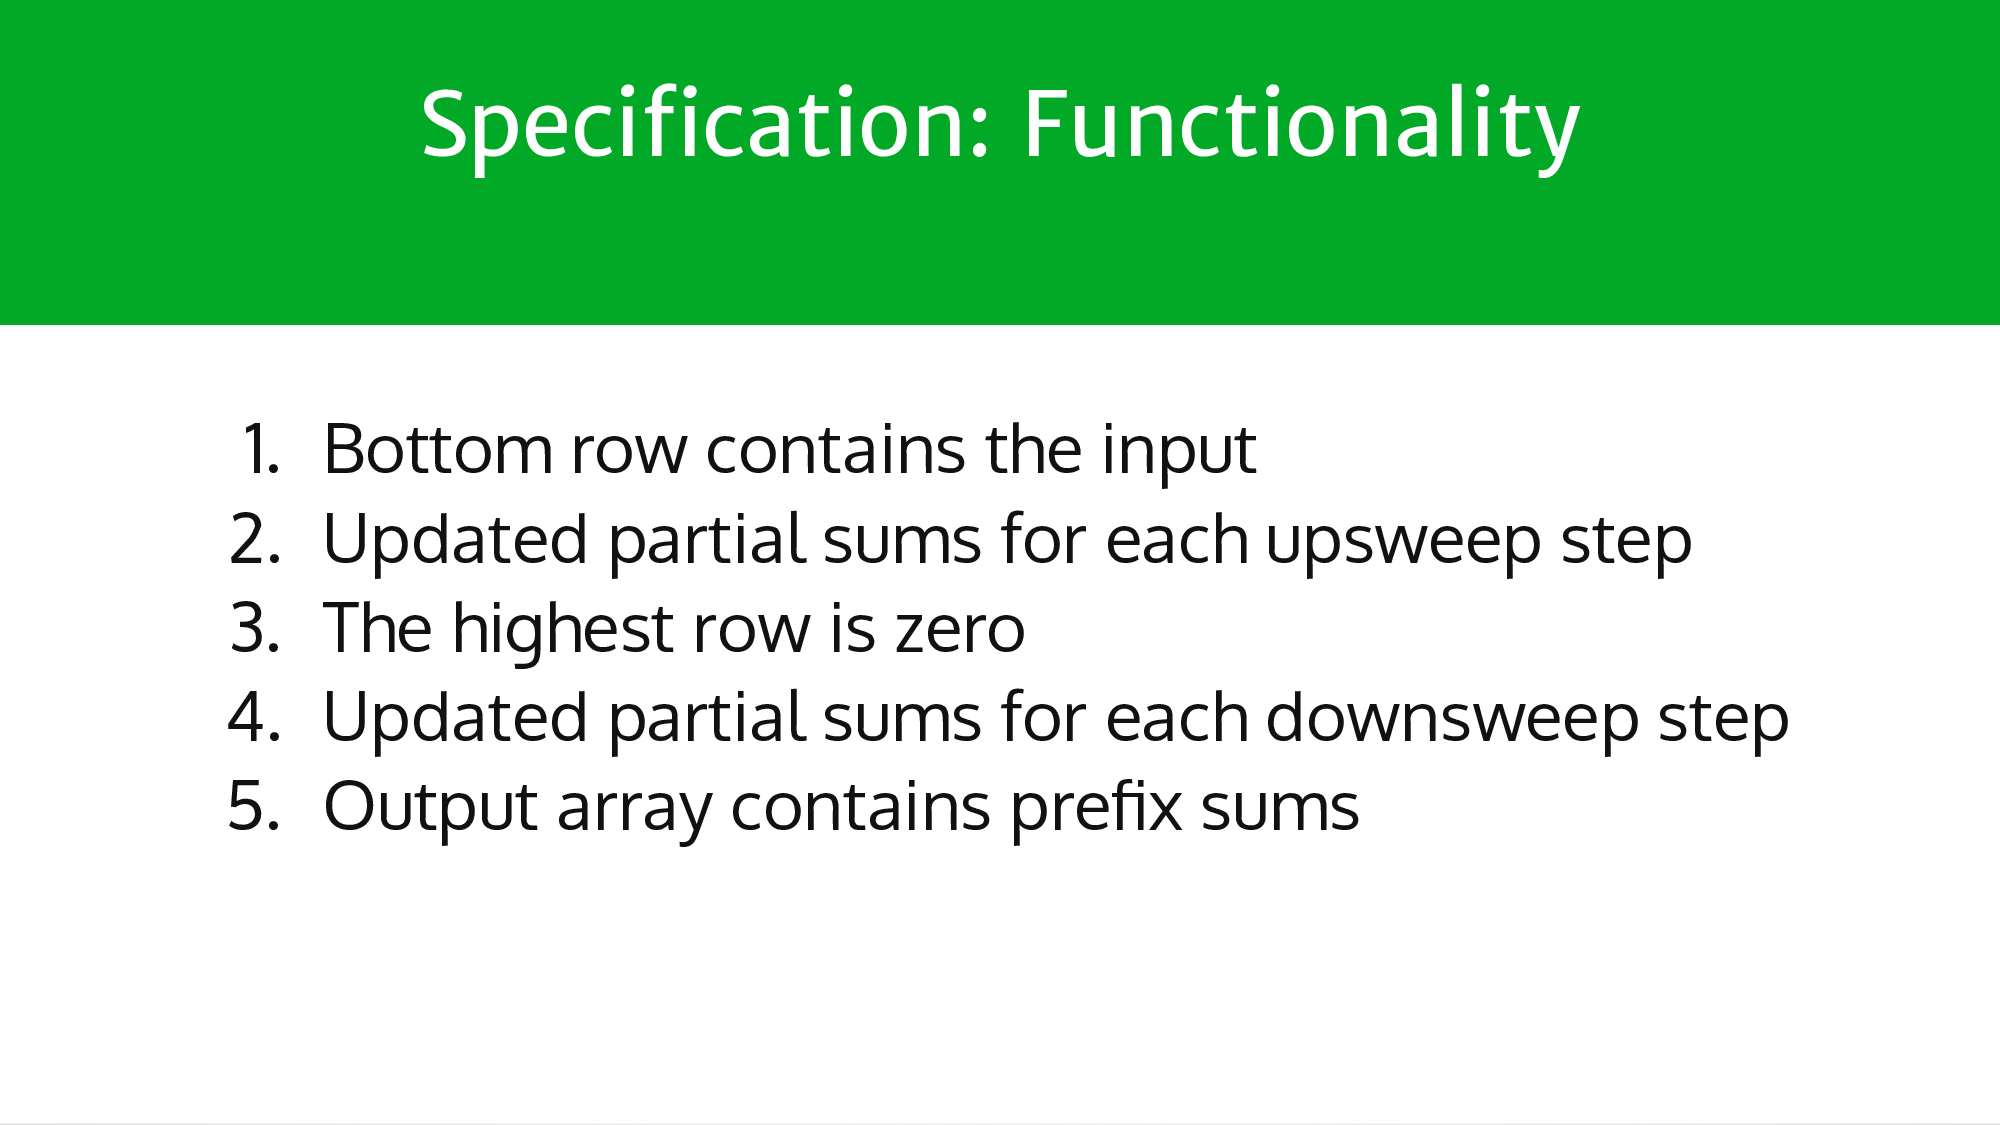 Specification: Functionality
1. Bottom row contains the input
2. Updated partial sums for each upsweep step
3. The highest row is zero
4. Updated partial sums for each downsweep step
5. Output array contains prefix sums